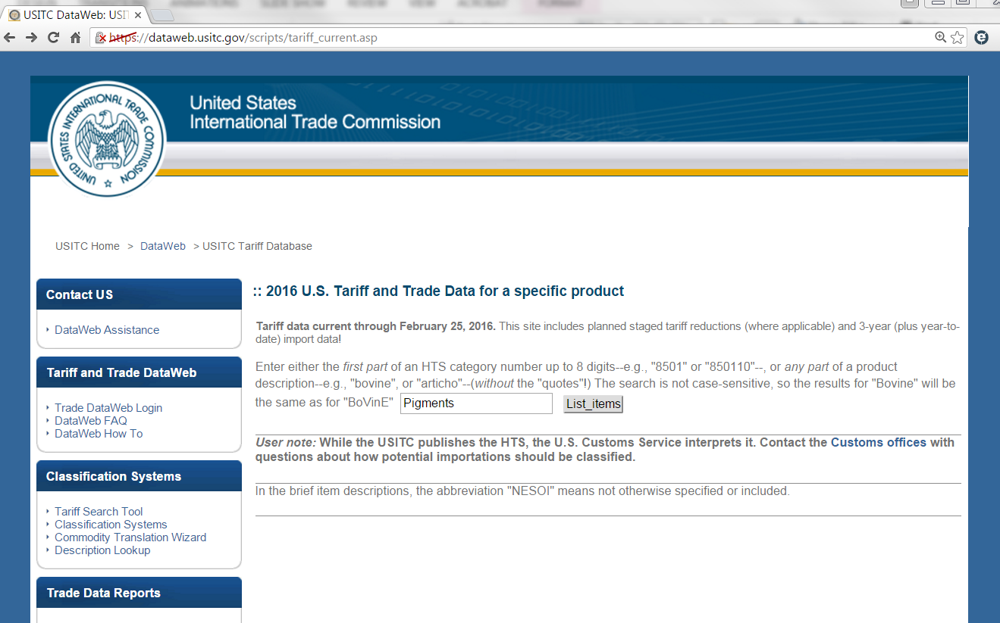 ANIMATIONS SLIDE SHOW REVIEW VIEW ACROBAT FORMAT
USITC DataWeb: USIT
https://dataweb.usitc.gov/scripts/tariff_current.asp
UNITED STATES INTERNATIONAL TRADE COMMISSION
United States
International Trade Commission
USITC Home > DataWeb > USITC Tariff Database
Contact US
DataWeb Assistance
Tariff and Trade DataWeb
Trade DataWeb Login
DataWeb FAQ
DataWeb How To
Classification Systems
Tariff Search Tool
Classification Systems
Commodity Translation Wizard
Description Lookup
Trade Data Reports
:: 2016 U.S. Tariff and Trade Data for a specific product
Tariff data current through February 25, 2016. This site includes planned staged tariff reductions (where applicable) and 3-year (plus year-to-
date) import data!
Enter either the first part of an HTS category number up to 8 digits--e.g., "8501" or "850110"--, or any part of a product
description--e.g., "bovine", or "articho"--(without the "quotes"!) The search is not case-sensitive, so the results for "Bovine" will be
the same as for "BoVinE" Pigments List_items
User note: While the USITC publishes the HTS, the U.S. Customs Service interprets it. Contact the Customs offices with
questions about how potential importations should be classified.
In the brief item descriptions, the abbreviation "NESOI" means not otherwise specified or included.